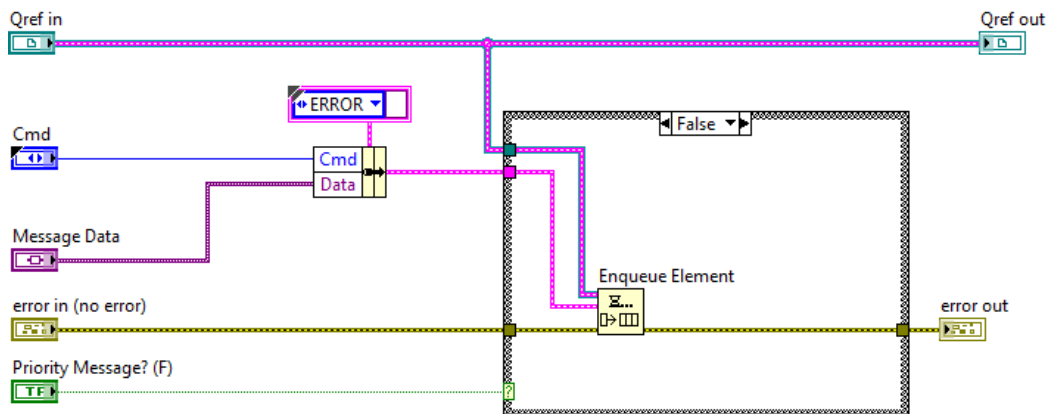 Qref in
Qref out
ERROR
False
Cmd
Cmd
Data
Message Data
Enqueue Element
error in (no error)
error out
Priority Message? (F)
TF
?